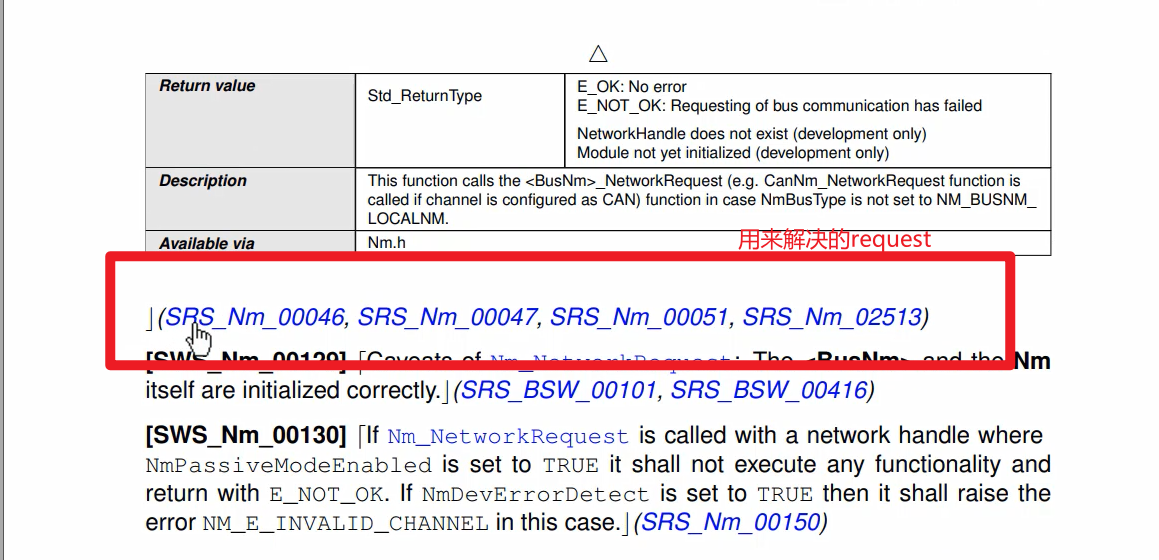 △
Return value
Std_ReturnType
E_OK: No error
E_NOT_OK: Requesting of bus communication has failed
NetworkHandle does not exist (development only)
Module not yet initialized (development only)
Description
This function calls the <BusNm>_NetworkRequest (e.g. CanNm_NetworkRequest function is
called if channel is configured as CAN) function in case NmBusType is not set to NM_BUSNM_
LOCALNM.
Available via
Nm.h
用来解决的request
⌋(SRS_Nm_00046, SRS_Nm_00047, SRS_Nm_00051, SRS_Nm_02513)
[SWS_Nm_00129] ⌈Caveats of Nm_NetworkRequest: The <BusNm> and the Nm
itself are initialized correctly.⌋(SRS_BSW_00101, SRS_BSW_00416)
[SWS_Nm_00130] ⌈If Nm_NetworkRequest is called with a network handle where
NmPassiveModeEnabled is set to TRUE it shall not execute any functionality and
return with E_NOT_OK. If NmDevErrorDetect is set to TRUE then it shall raise the
error NM_E_INVALID_CHANNEL in this case.⌋(SRS_Nm_00150)